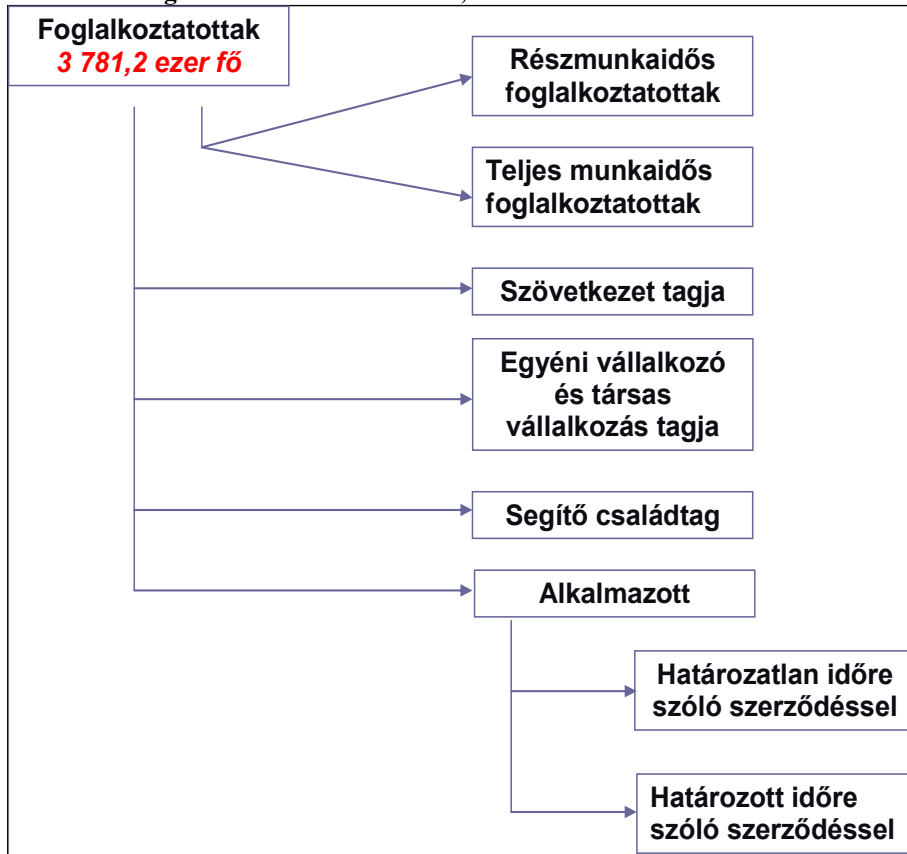 Foglalkoztatottak
3 781,2 ezer fő
Részmunkaidős
foglalkoztatottak
Teljes munkaidős
foglalkoztatottak
Szövetkezet tagja
Egyéni vállalkozó
és társas
vállalkozás tagja
Segítő családtag
Alkalmazott
Határozatlan időre
szóló szerződéssel
Határozott időre
szóló szerződéssel